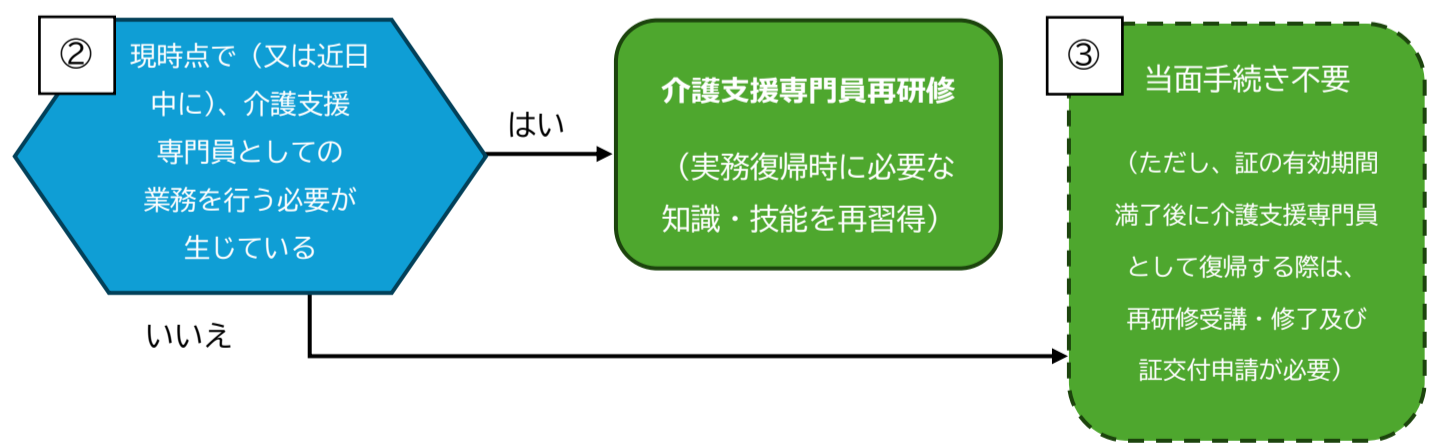 ②
現時点で（又は近日
中に）、介護支援
専門員としての
業務を行う必要が
生じている
はい
介護支援専門員再研修
（実務復帰時に必要な
知識・技能を再習得）
いいえ
③
当面手続き不要
（ただし、証の有効期間
満了後に介護支援専門員
として復帰する際は、
再研修受講・修了及び
証交付申請が必要）